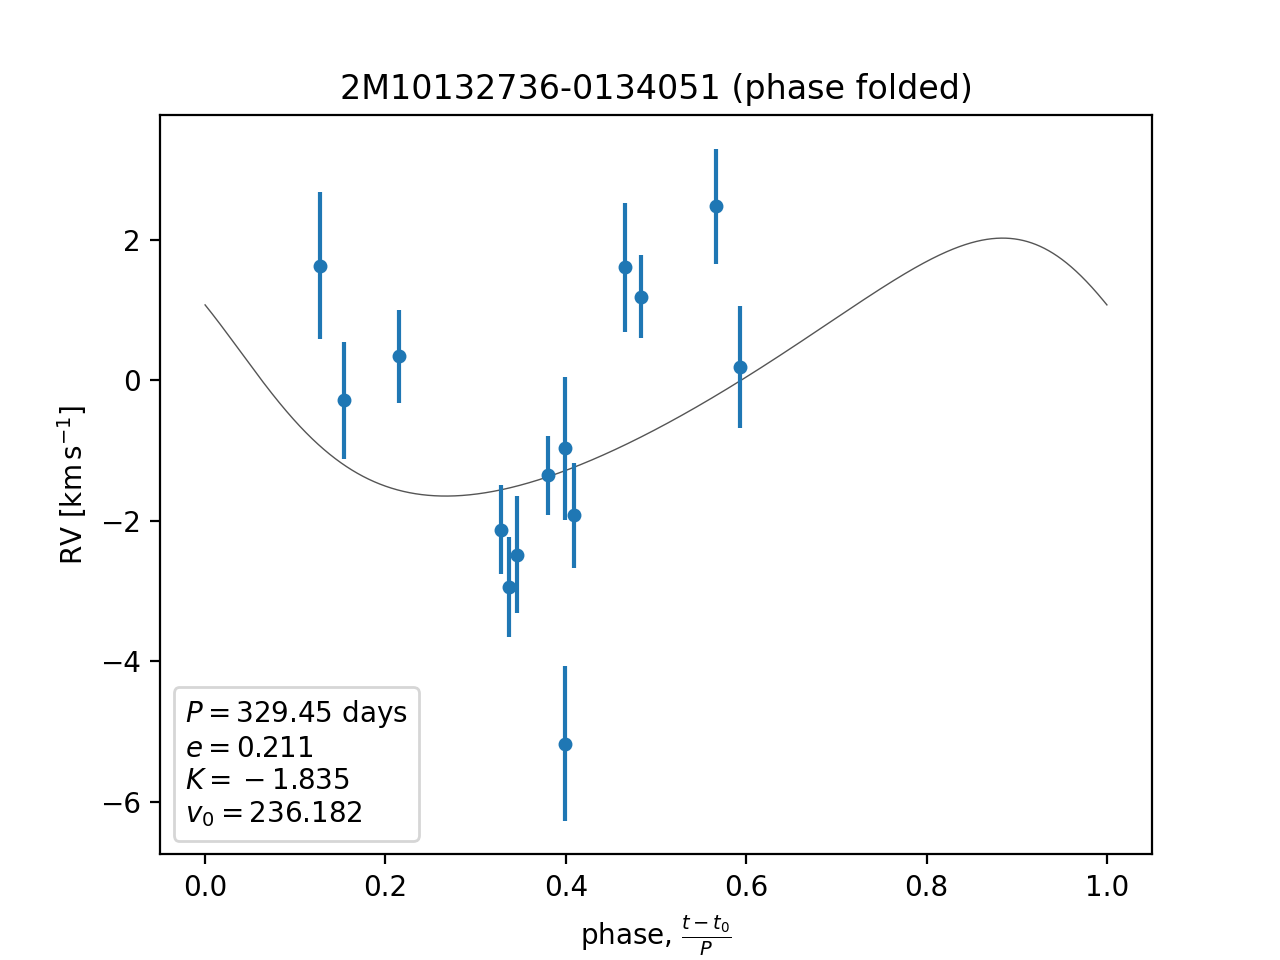 2M10132736-0134051 (phase folded)
RV [km s⁻¹]
2
0
−2
−4
−6
P = 329.45 days
e = 0.211
K = −1.835
v₀ = 236.182
0.0 0.2 0.4 0.6 0.8 1.0
phase, (t − t₀)/P